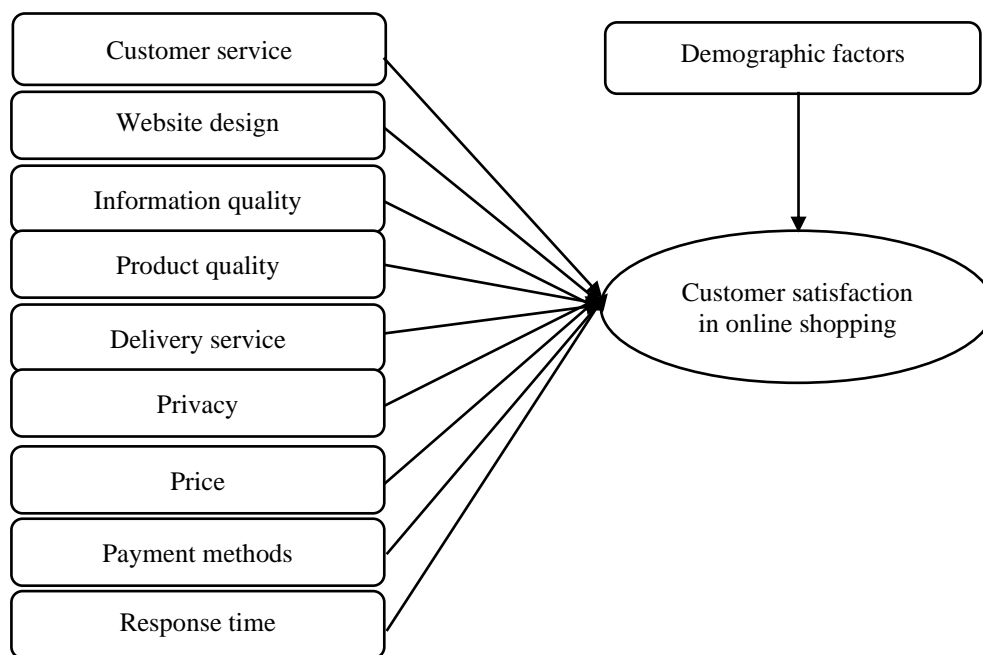 Customer service
Website design
Information quality
Product quality
Delivery service
Privacy
Price
Payment methods
Response time
Demographic factors
Customer satisfaction
in online shopping